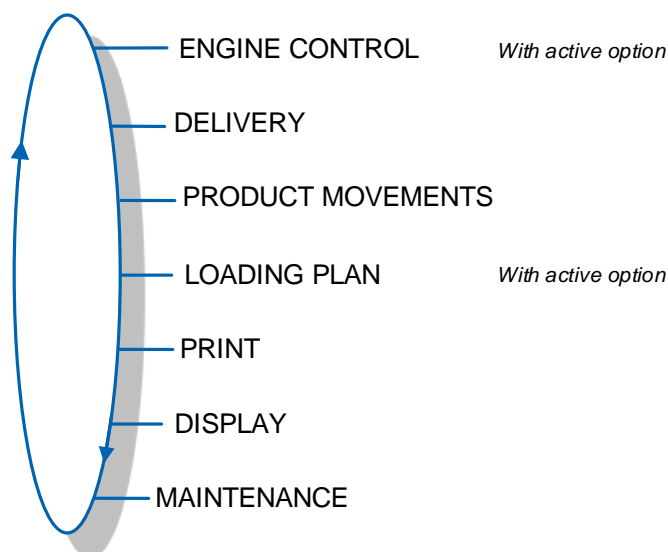 ENGINE CONTROL With active option
DELIVERY
PRODUCT MOVEMENTS
LOADING PLAN With active option
PRINT
DISPLAY
MAINTENANCE